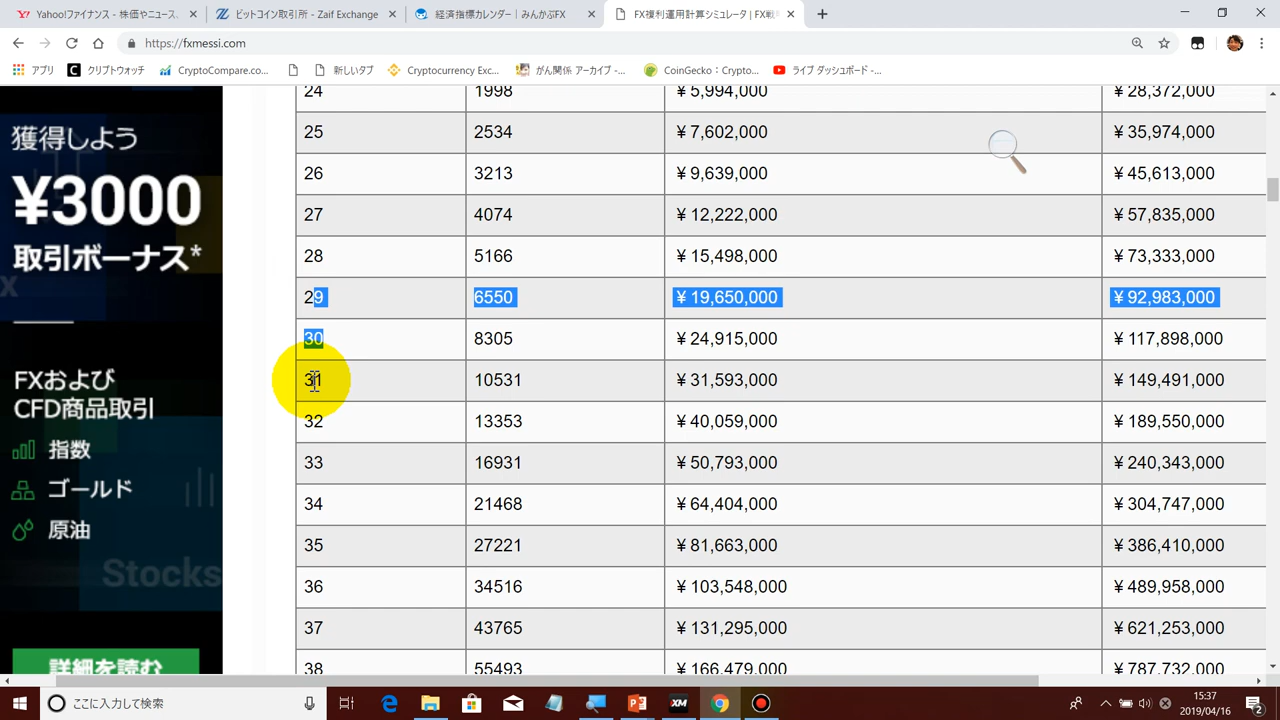 Yahoo!ファイナンス - 株価やニュース、
ビットコイン取引所 - Zaif Exchange
経済指標カレンダー｜みんかぶFX
FX複利運用計算シミュレータ | FX戦
https://fxmessi.com
アプリ
クリプトウォッチ
CryptoCompare.co...
新しいタブ
Cryptocurrency Exc...
がん関係 アーカイブ -...
CoinGecko：Crypto...
ライブ ダッシュボード -...
獲得しよう
¥3000
取引ボーナス*
FXおよび
CFD商品取引
指数
ゴールド
原油
Stocks
詳細を読む
24 1998 ¥ 5,994,000 ¥ 28,372,000
25 2534 ¥ 7,602,000 ¥ 35,974,000
26 3213 ¥ 9,639,000 ¥ 45,613,000
27 4074 ¥ 12,222,000 ¥ 57,835,000
28 5166 ¥ 15,498,000 ¥ 73,333,000
29 6550 ¥ 19,650,000 ¥ 92,983,000
30 8305 ¥ 24,915,000 ¥ 117,898,000
31 10531 ¥ 31,593,000 ¥ 149,491,000
32 13353 ¥ 40,059,000 ¥ 189,550,000
33 16931 ¥ 50,793,000 ¥ 240,343,000
34 21468 ¥ 64,404,000 ¥ 304,747,000
35 27221 ¥ 81,663,000 ¥ 386,410,000
36 34516 ¥ 103,548,000 ¥ 489,958,000
37 43765 ¥ 131,295,000 ¥ 621,253,000
38 55493 ¥ 166,479,000 ¥ 787,732,000
ここに入力して検索
XM
15:37
2019/04/16
2